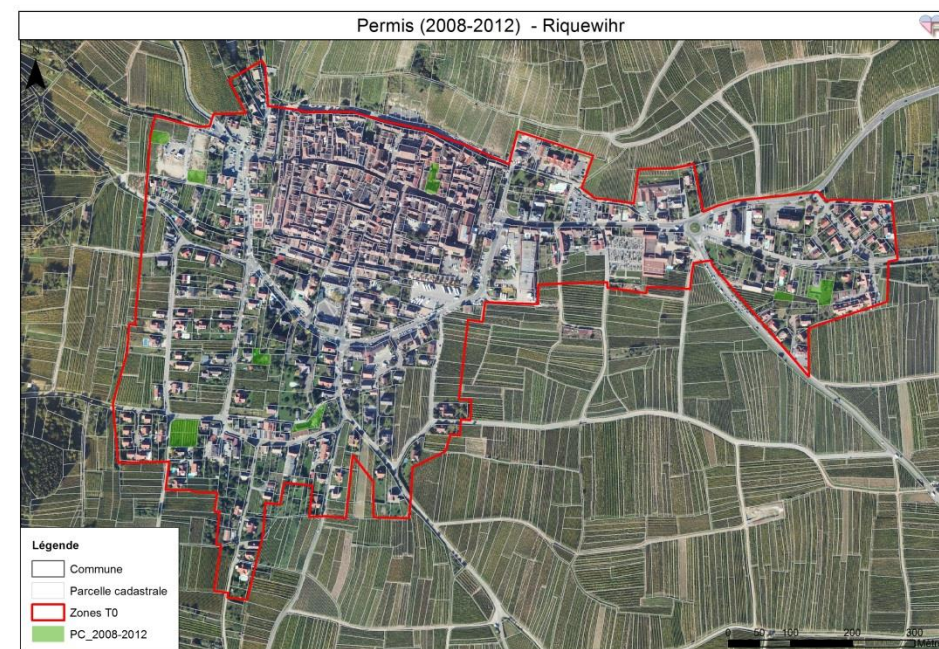 Permis (2008-2012) - Riquewihr
Légende
Commune
Parcelle cadastrale
Zones T0
PC_2008-2012
0 50 100 200 300